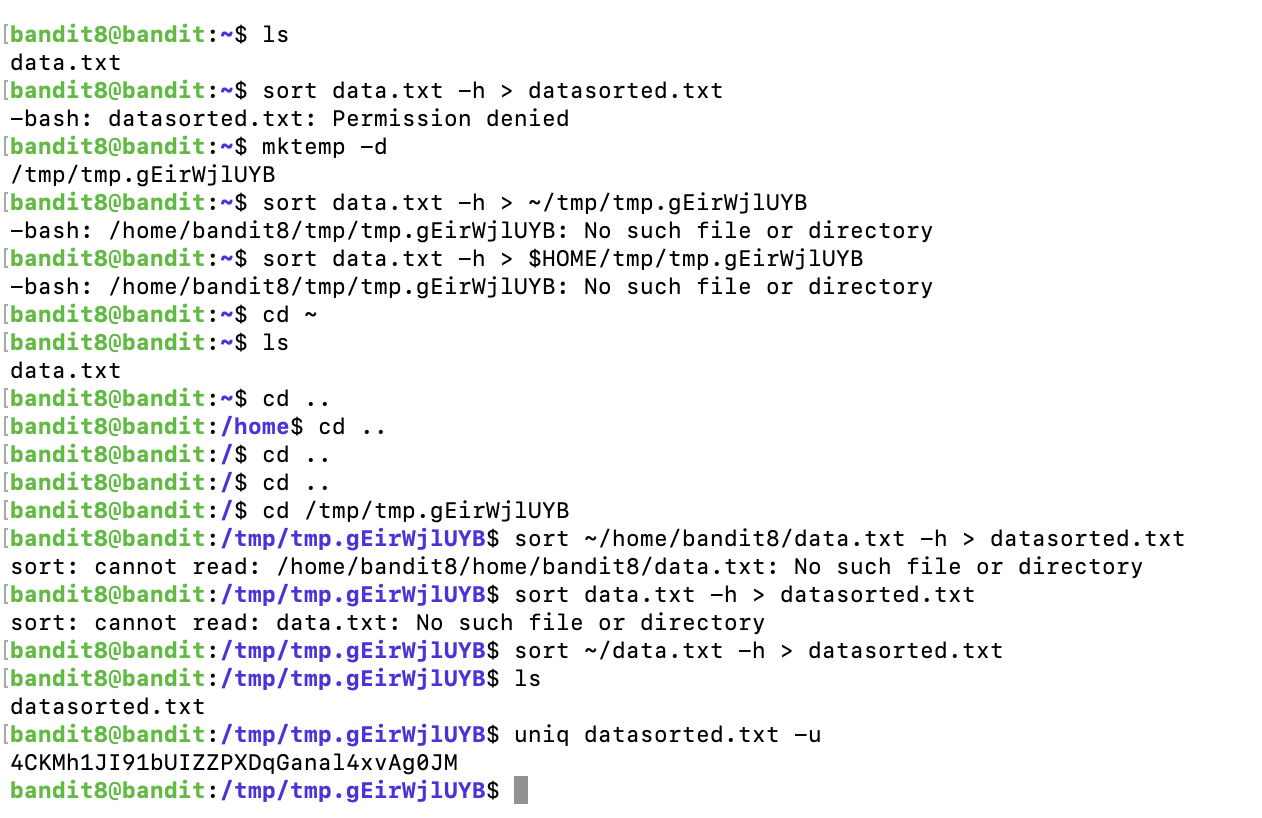 [bandit8@bandit:~$ ls
data.txt
[bandit8@bandit:~$ sort data.txt -h > datasorted.txt
-bash: datasorted.txt: Permission denied
[bandit8@bandit:~$ mktemp -d
/tmp/tmp.gEirWjlUYB
[bandit8@bandit:~$ sort data.txt -h > ~/tmp/tmp.gEirWjlUYB
-bash: /home/bandit8/tmp/tmp.gEirWjlUYB: No such file or directory
[bandit8@bandit:~$ sort data.txt -h > $HOME/tmp/tmp.gEirWjlUYB
-bash: /home/bandit8/tmp/tmp.gEirWjlUYB: No such file or directory
[bandit8@bandit:~$ cd ~
[bandit8@bandit:~$ ls
data.txt
[bandit8@bandit:~$ cd ..
[bandit8@bandit:/home$ cd ..
[bandit8@bandit:/$ cd ..
[bandit8@bandit:/$ cd ..
[bandit8@bandit:/$ cd /tmp/tmp.gEirWjlUYB
[bandit8@bandit:/tmp/tmp.gEirWjlUYB$ sort ~/home/bandit8/data.txt -h > datasorted.txt
sort: cannot read: /home/bandit8/home/bandit8/data.txt: No such file or directory
[bandit8@bandit:/tmp/tmp.gEirWjlUYB$ sort data.txt -h > datasorted.txt
sort: cannot read: data.txt: No such file or directory
[bandit8@bandit:/tmp/tmp.gEirWjlUYB$ sort ~/data.txt -h > datasorted.txt
[bandit8@bandit:/tmp/tmp.gEirWjlUYB$ ls
datasorted.txt
[bandit8@bandit:/tmp/tmp.gEirWjlUYB$ uniq datasorted.txt -u
4CKMh1JI91bUIZZPXDqGanal4xvAg0JM
bandit8@bandit:/tmp/tmp.gEirWjlUYB$